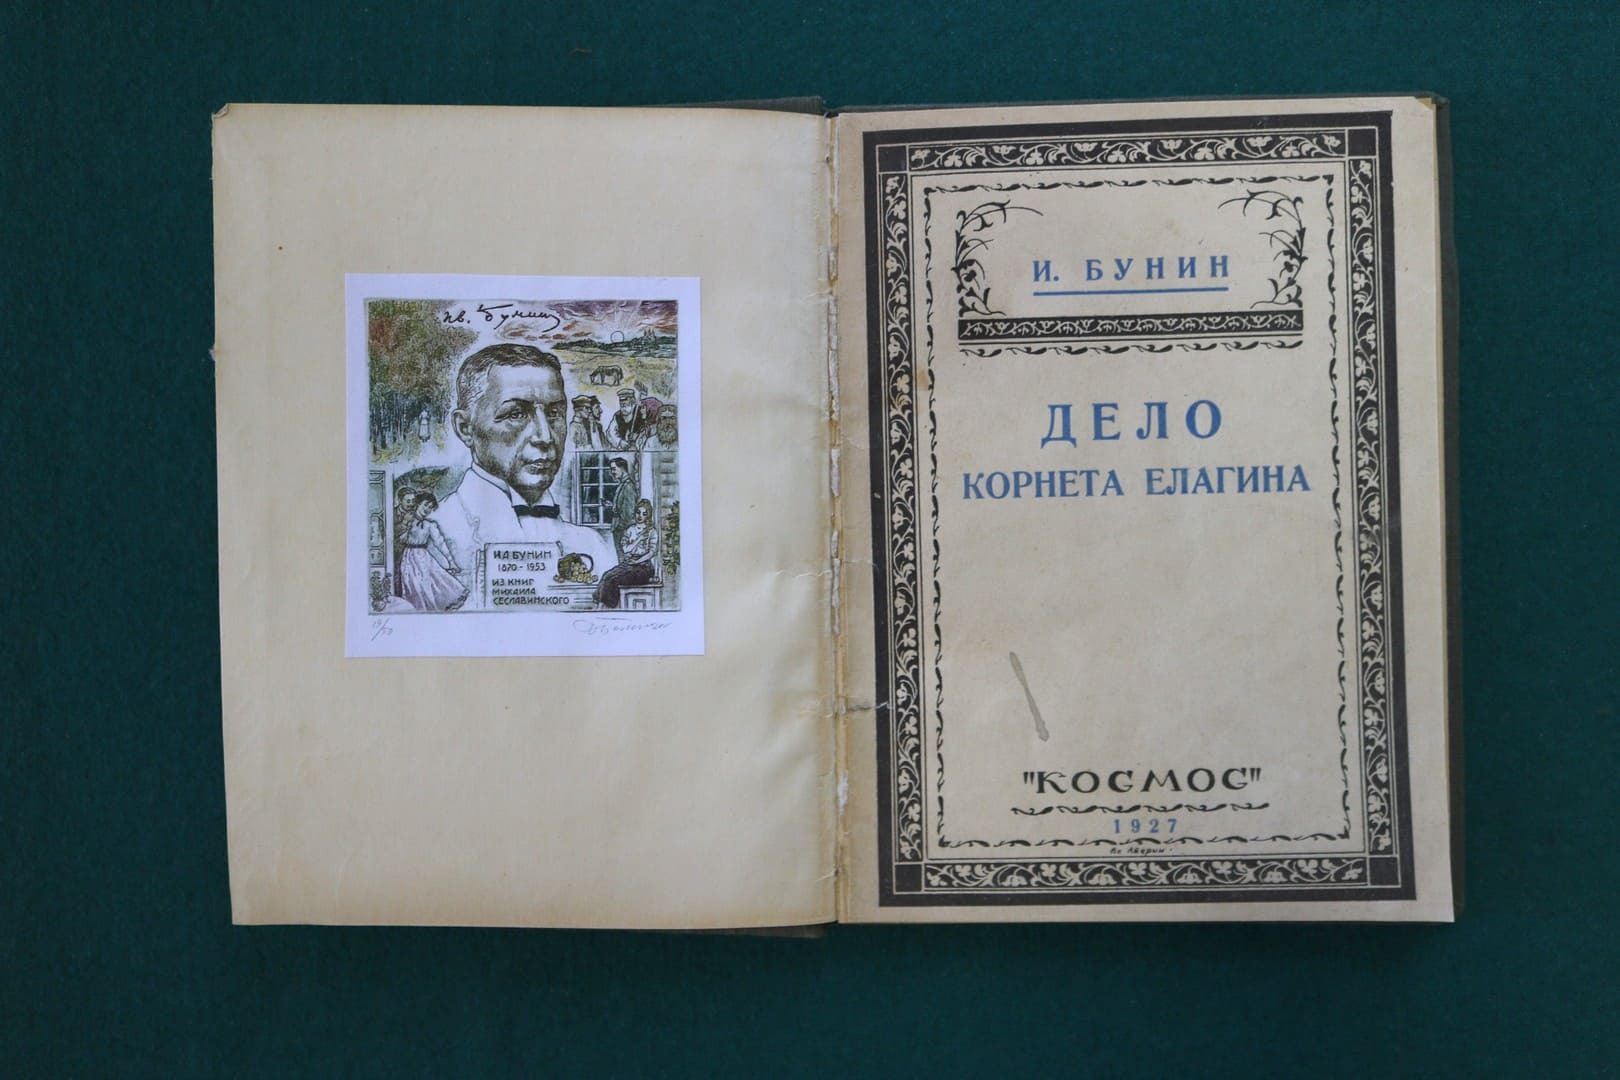 Ив. Бунин
И.А. БУНИН
1870 - 1953
ИЗ КНИГ
МИХАИЛА
СЕСЛАВИНСКОГО
И. БУНИН
ДЕЛО
КОРНЕТА ЕЛАГИНА
"КОСМОС"
1927